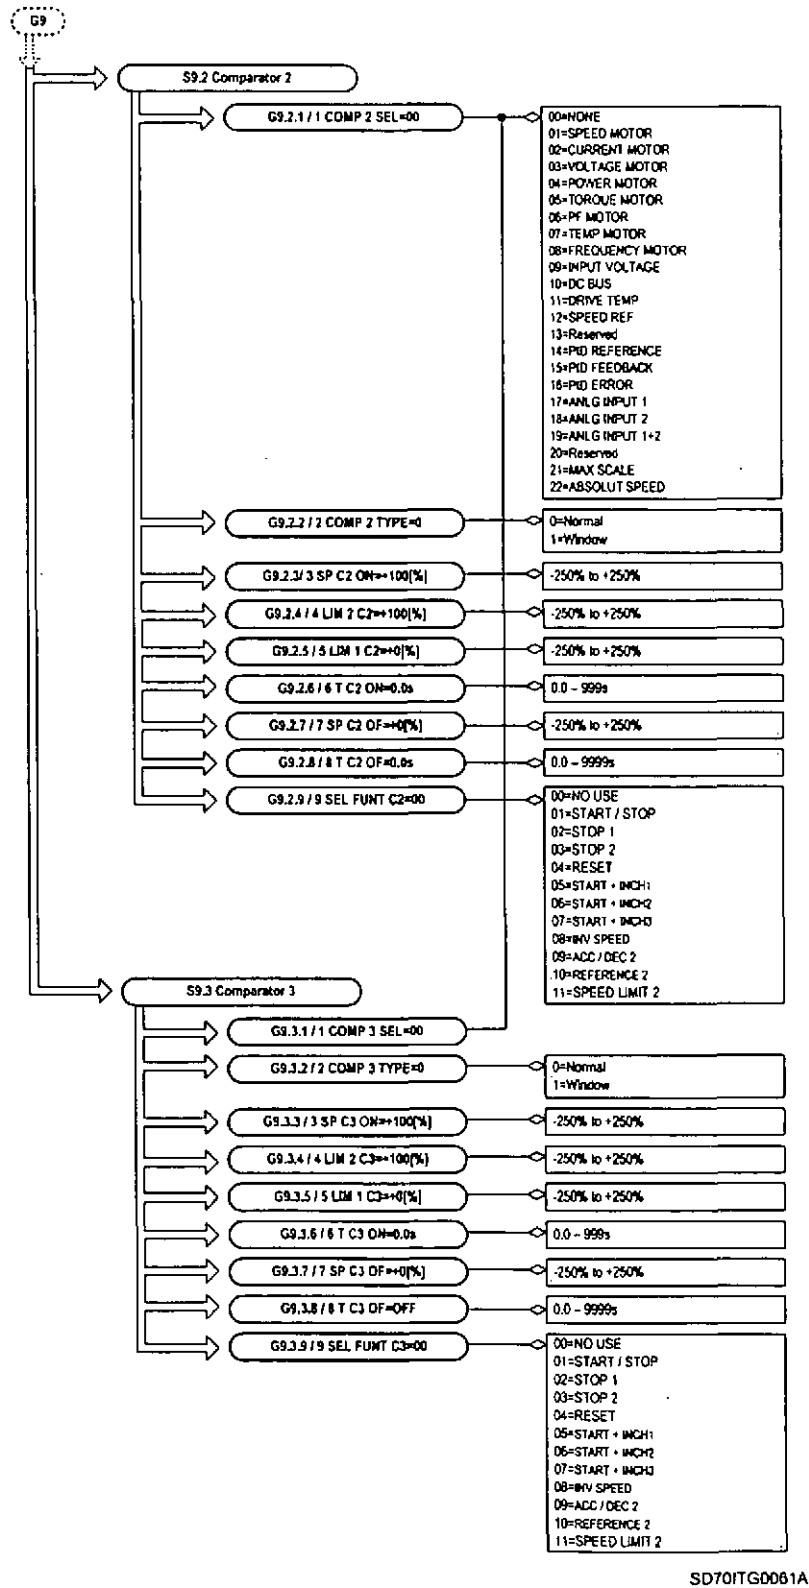 G9
S9.2 Comparator 2
G9.2.1 / 1 COMP 2 SEL=00
00=NONE
01=SPEED MOTOR
02=CURRENT MOTOR
03=VOLTAGE MOTOR
04=POWER MOTOR
05=TORQUE MOTOR
06=PF MOTOR
07=TEMP MOTOR
08=FREQUENCY MOTOR
09=INPUT VOLTAGE
10=DC BUS
11=DRIVE TEMP
12=SPEED REF
13=Reserved
14=PID REFERENCE
15=PID FEEDBACK
16=PID ERROR
17=ANLG INPUT 1
18=ANLG INPUT 2
19=ANLG INPUT 1+2
20=Reserved
21=MAX SCALE
22=ABSOLUT SPEED
G9.2.2 / 2 COMP 2 TYPE=0
0=Normal
1=Window
G9.2.3/ 3 SP C2 ON=+100[%]
-250% to +250%
G9.2.4 / 4 LIM 2 C2=+100[%]
-250% to +250%
G9.2.5 / 5 LIM 1 C2=+0[%]
-250% to +250%
G9.2.6 / 6 T C2 ON=0.0s
0.0 – 999s
G9.2.7 / 7 SP C2 OF=+0[%]
-250% to +250%
G9.2.8 / 8 T C2 OF=0.0s
0.0 – 9999s
G9.2.9 / 9 SEL FUNT C2=00
00=NO USE
01=START / STOP
02=STOP 1
03=STOP 2
04=RESET
05=START + INCH1
06=START + INCH2
07=START + INCH3
08=INV SPEED
09=ACC / DEC 2
10=REFERENCE 2
11=SPEED LIMIT 2
S9.3 Comparator 3
G9.3.1 / 1 COMP 3 SEL=00
G9.3.2 / 2 COMP 3 TYPE=0
0=Normal
1=Window
G9.3.3 / 3 SP C3 ON=+100[%]
-250% to +250%
G9.3.4 / 4 LIM 2 C3=+100[%]
-250% to +250%
G9.3.5 / 5 LIM 1 C3=+0[%]
-250% to +250%
G9.3.6 / 6 T C3 ON=0.0s
0.0 – 999s
G9.3.7 / 7 SP C3 OF=+0[%]
-250% to +250%
G9.3.8 / 8 T C3 OF=OFF
0.0 – 9999s
G9.3.9 / 9 SEL FUNT C3=00
00=NO USE
01=START / STOP
02=STOP 1
03=STOP 2
04=RESET
05=START + INCH1
06=START + INCH2
07=START + INCH3
08=INV SPEED
09=ACC / DEC 2
10=REFERENCE 2
11=SPEED LIMIT 2
SD70ITG0061A